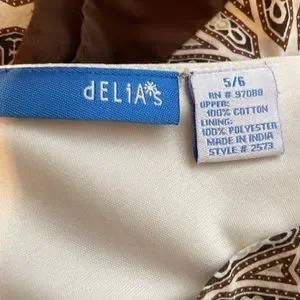 dELiA*s
5/6
RN # 97088
UPPER:
100% COTTON
LINING:
100% POLYESTER
MADE IN INDIA
STYLE # 2573